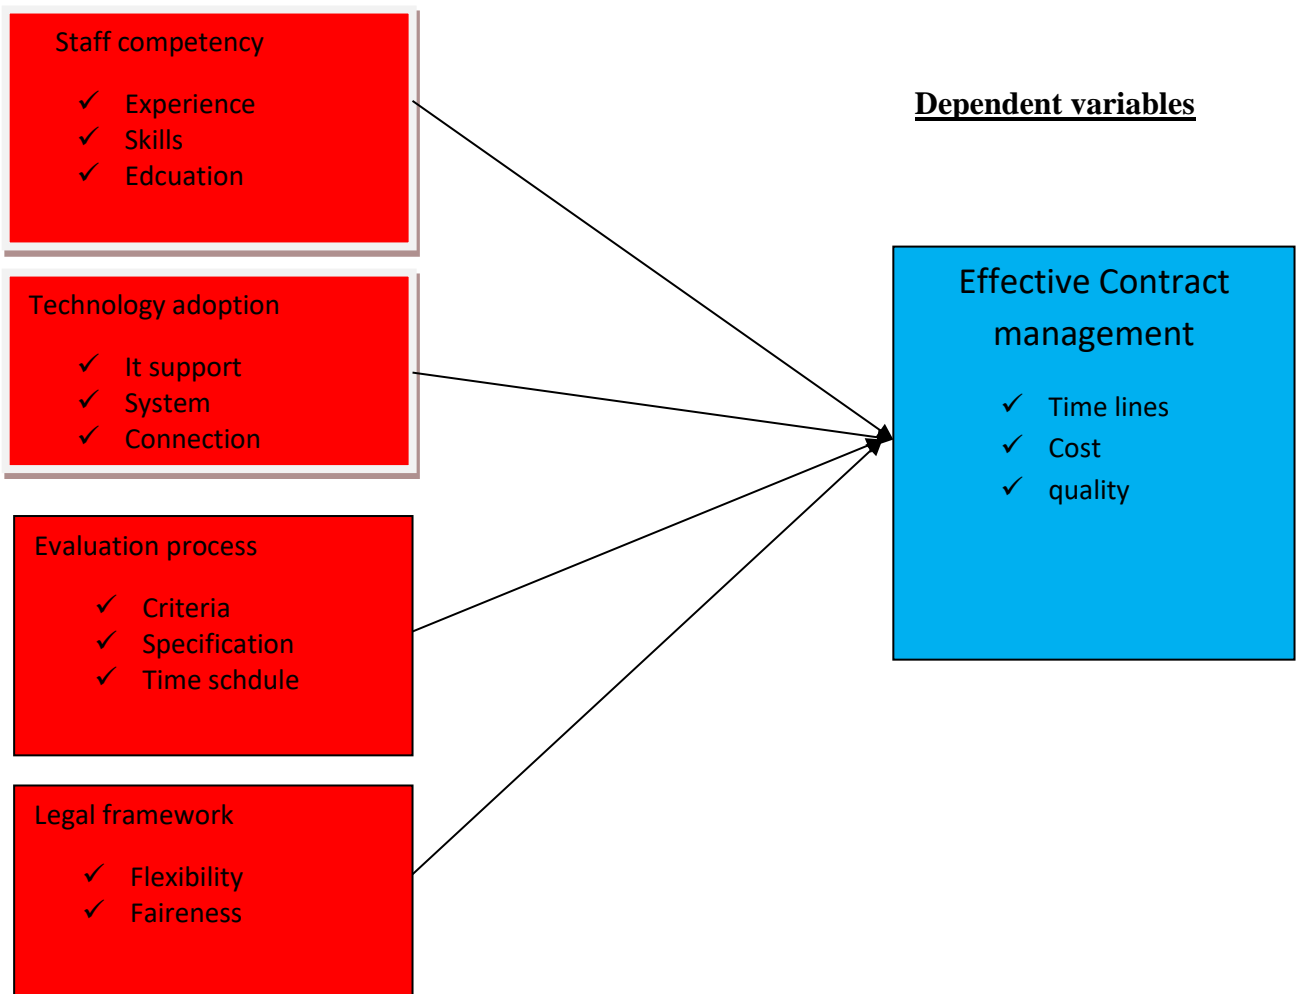 Staff competency
✓ Experience
✓ Skills
✓ Edcuation
Technology adoption
✓ It support
✓ System
✓ Connection
Evaluation process
✓ Criteria
✓ Specification
✓ Time schdule
Legal framework
✓ Flexibility
✓ Faireness
Dependent variables
Effective Contract
management
✓ Time lines
✓ Cost
✓ quality